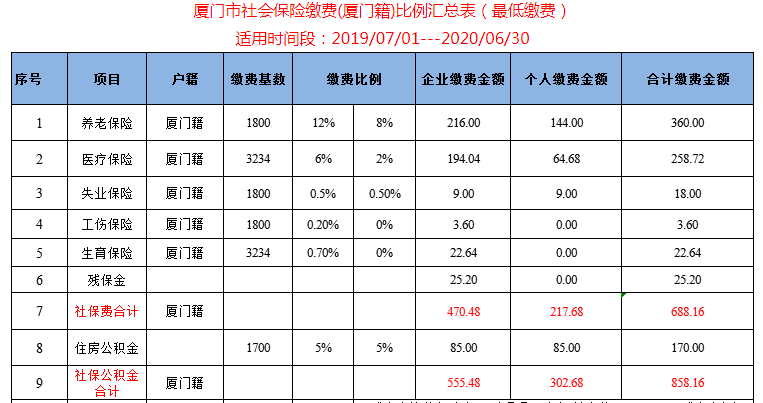 厦门市社会保险缴费(厦门籍)比例汇总表（最低缴费）
适用时间段：2019/07/01---2020/06/30
序号 项目 户籍 缴费基数 缴费比例 企业缴费金额 个人缴费金额 合计缴费金额
1 养老保险 厦门籍 1800 12% 8% 216.00 144.00 360.00
2 医疗保险 厦门籍 3234 6% 2% 194.04 64.68 258.72
3 失业保险 厦门籍 1800 0.5% 0.50% 9.00 9.00 18.00
4 工伤保险 厦门籍 1800 0.20% 0% 3.60 0.00 3.60
5 生育保险 厦门籍 3234 0.70% 0% 22.64 0.00 22.64
6 残保金 25.20 0.00 25.20
7 社保费合计 厦门籍 470.48 217.68 688.16
8 住房公积金 1700 5% 5% 85.00 85.00 170.00
9 社保公积金合计 厦门籍 555.48 302.68 858.16